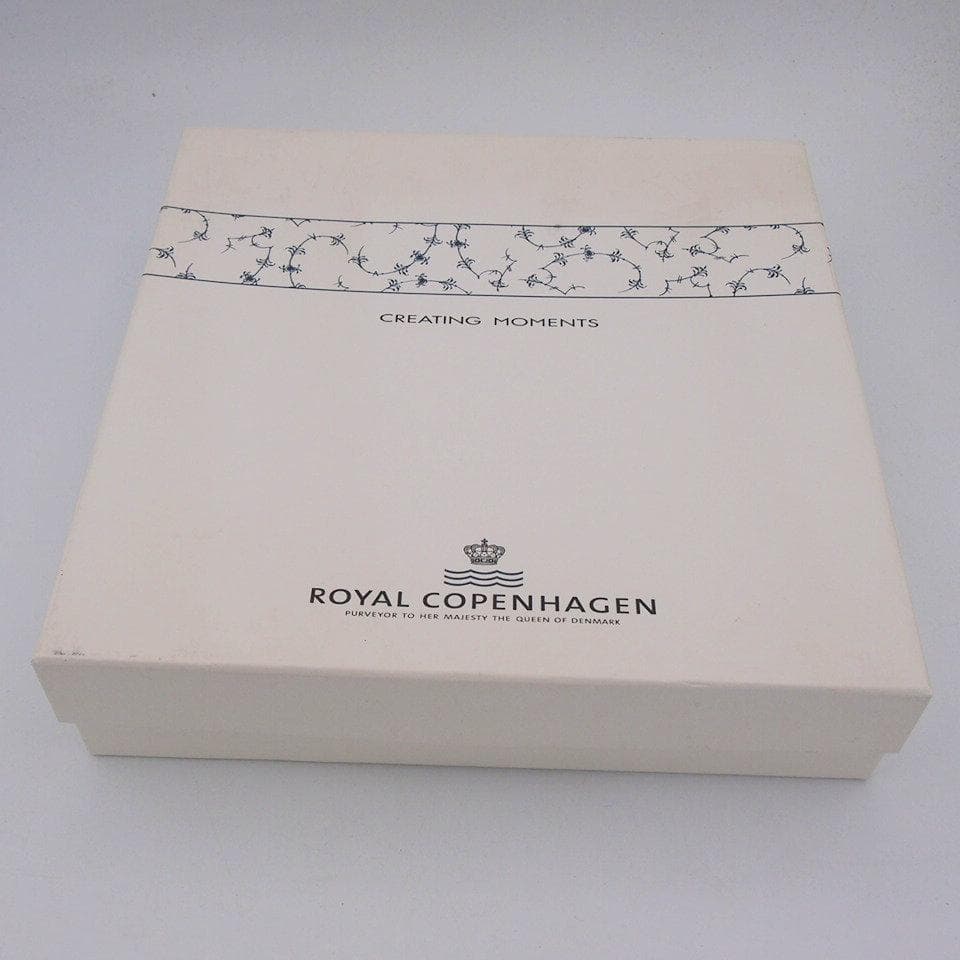 CREATING MOMENTS
ROYAL COPENHAGEN
PURVEYOR TO HER MAJESTY THE QUEEN OF DENMARK